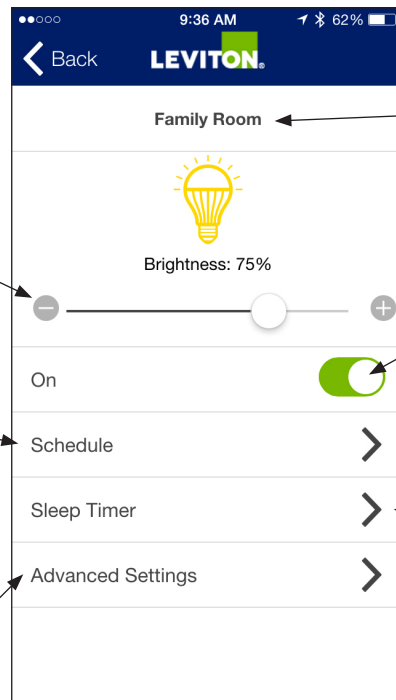 9:36 AM 62%
Back LEVITON®
Family Room
Brightness: 75%
On
Schedule
Sleep Timer
Advanced Settings